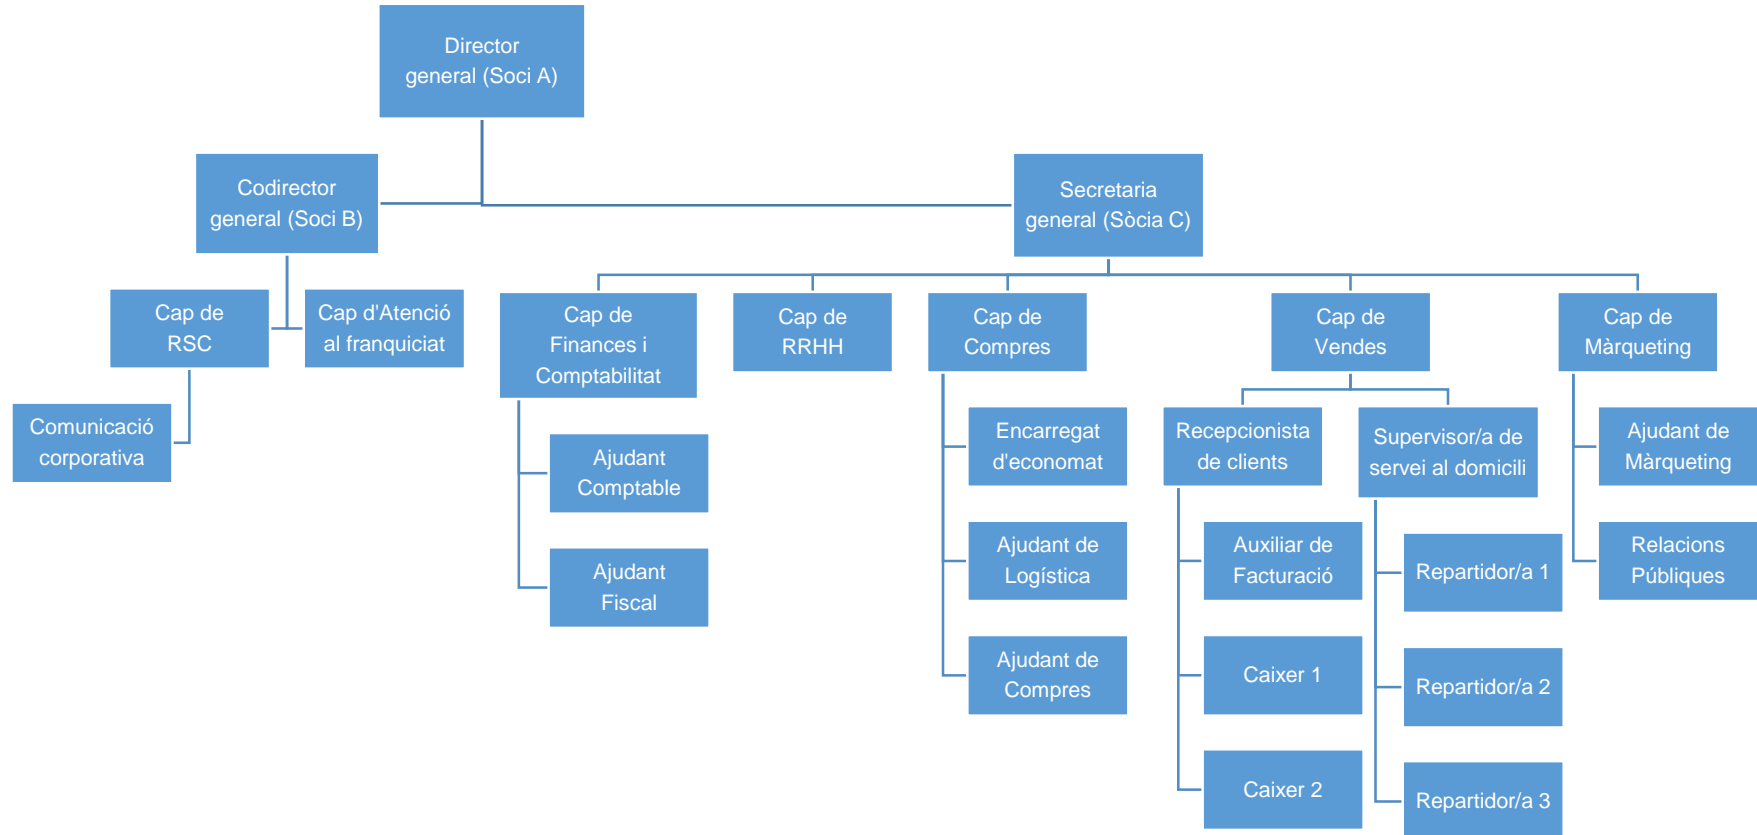 Director
general (Soci A)
Codirector
general (Soci B)
Secretaria
general (Sòcia C)
Cap de
RSC
Cap d'Atenció
al franquiciat
Comunicació
corporativa
Cap de
Finances i
Comptabilitat
Ajudant
Comptable
Ajudant
Fiscal
Cap de
RRHH
Cap de
Compres
Encarregat
d'economat
Ajudant de
Logística
Ajudant de
Compres
Cap de
Vendes
Recepcionista
de clients
Auxiliar de
Facturació
Caixer 1
Caixer 2
Supervisor/a de
servei al domicili
Repartidor/a 1
Repartidor/a 2
Repartidor/a 3
Cap de
Màrqueting
Ajudant de
Màrqueting
Relacions
Públiques